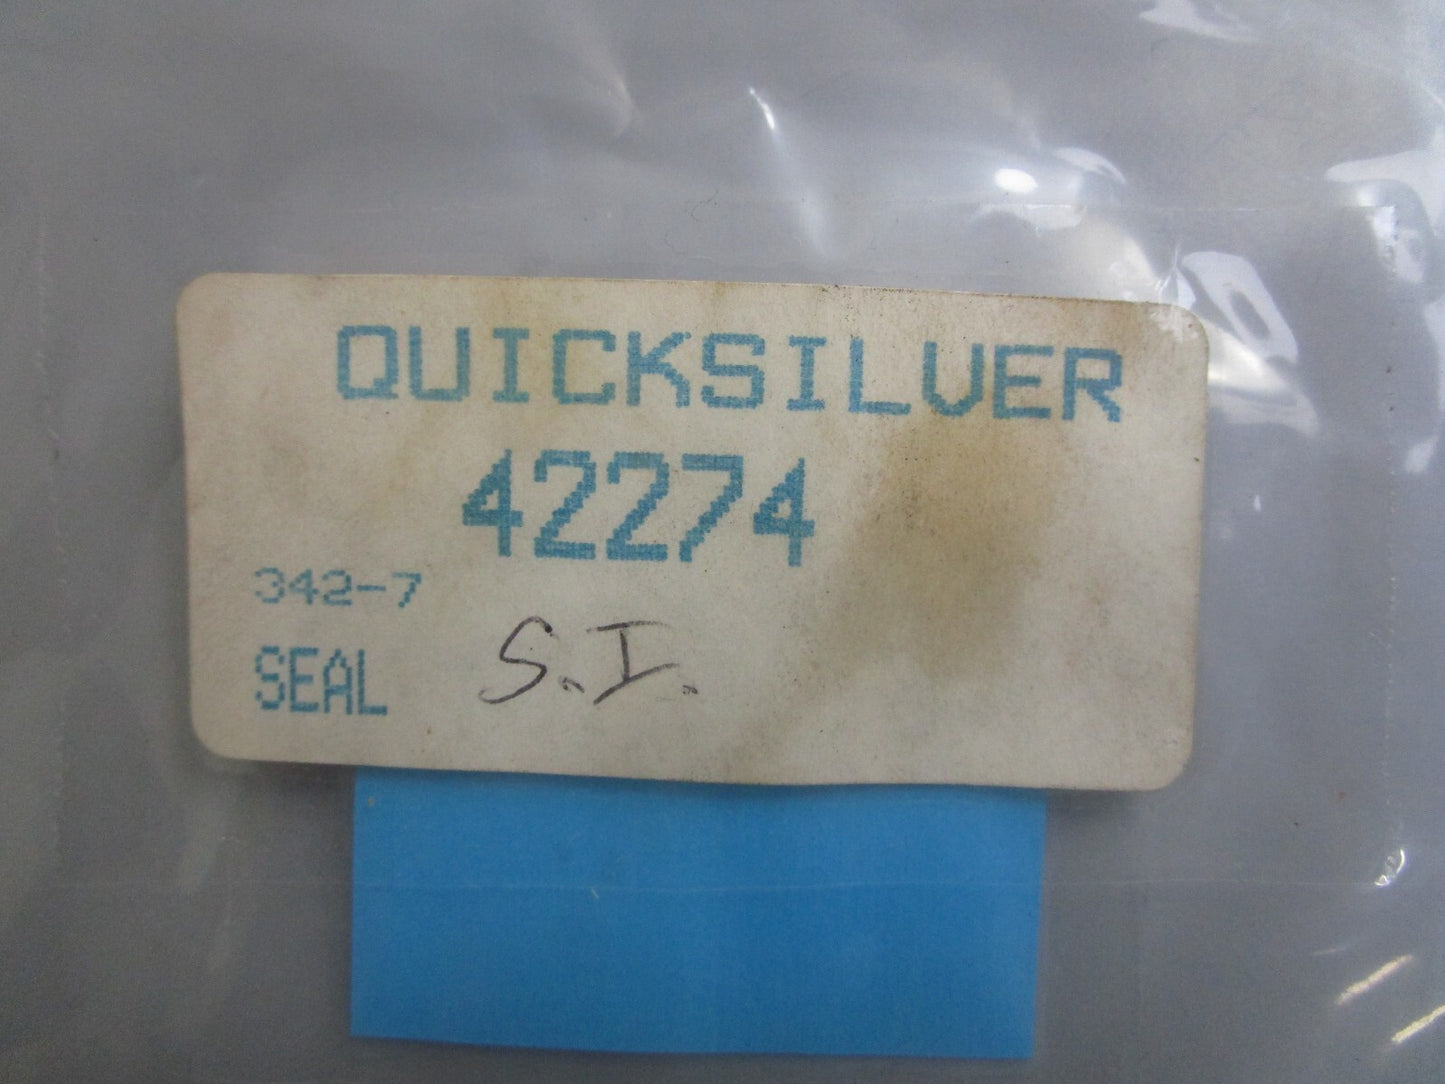 QUICKSILVER
42274
342-7
SEAL S.I.